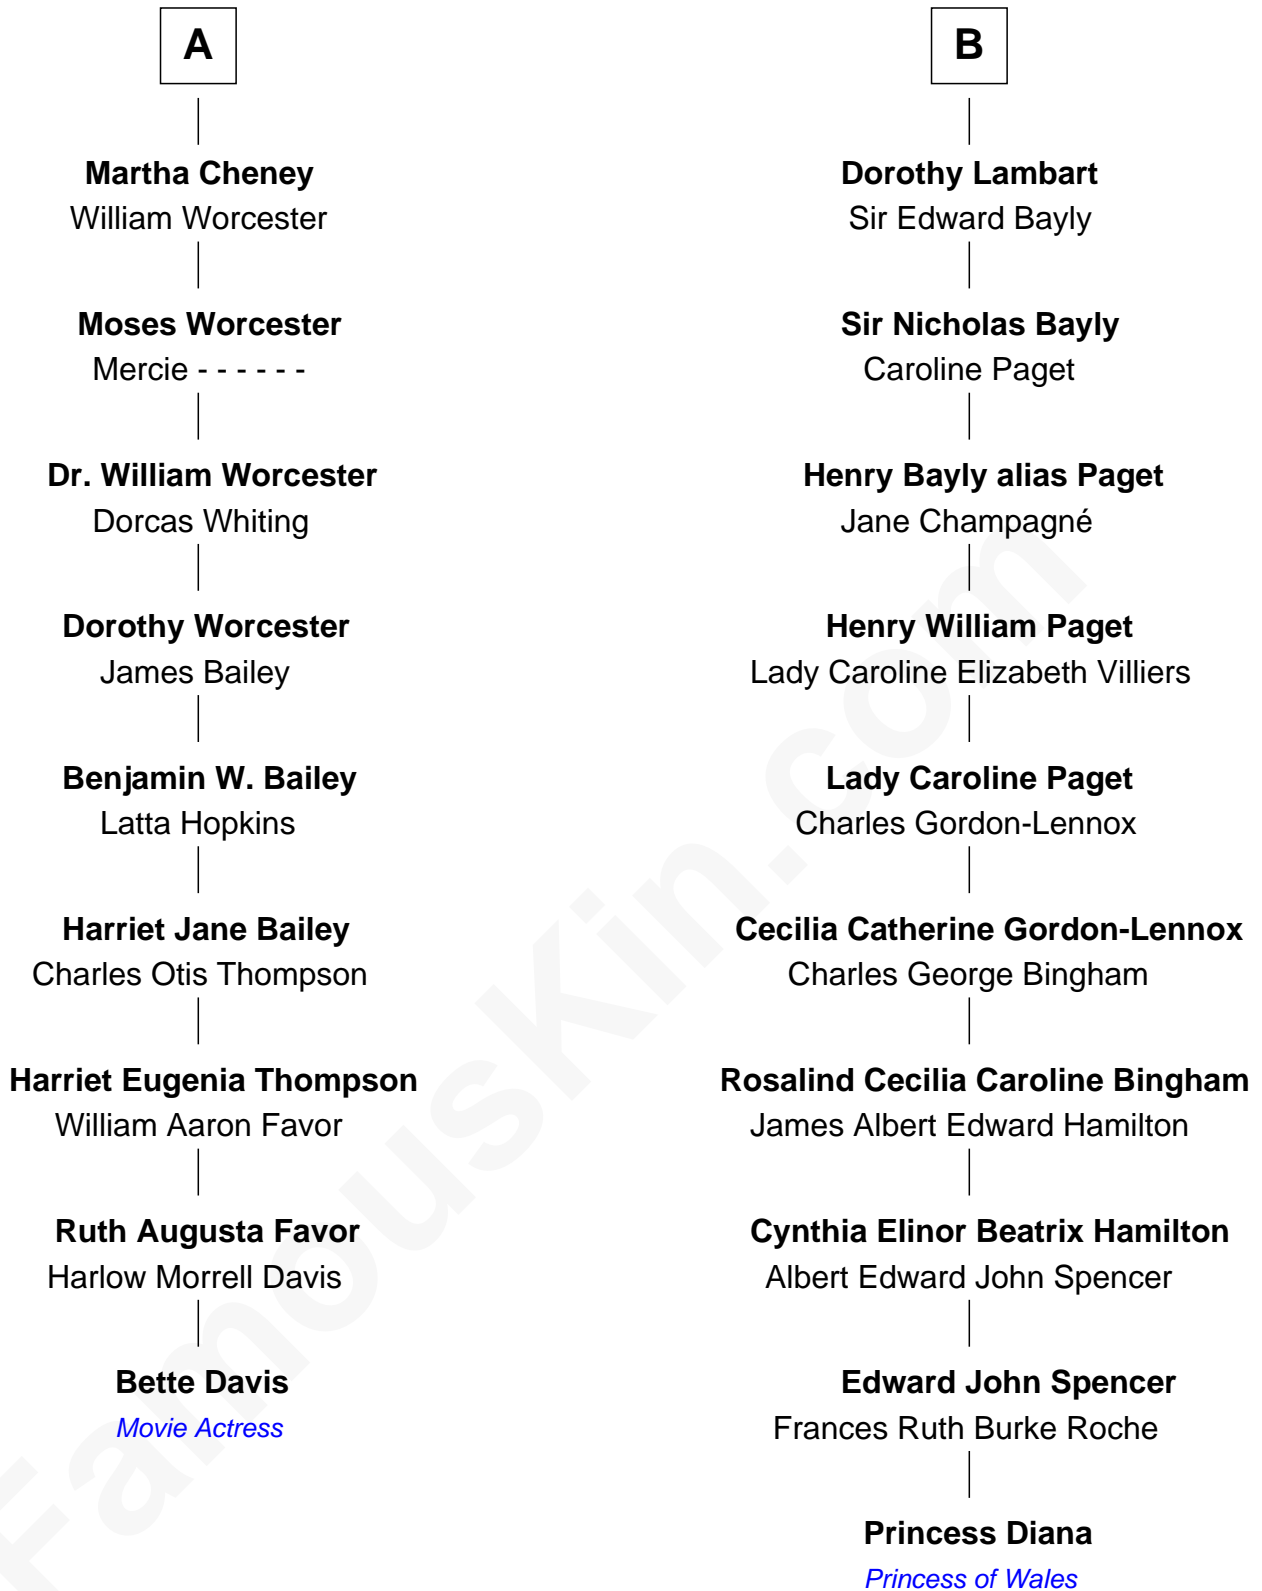 A
Martha Cheney
William Worcester
Moses Worcester
Mercie - - - - - -
Dr. William Worcester
Dorcas Whiting
Dorothy Worcester
James Bailey
Benjamin W. Bailey
Latta Hopkins
Harriet Jane Bailey
Charles Otis Thompson
Harriet Eugenia Thompson
William Aaron Favor
Ruth Augusta Favor
Harlow Morrell Davis
Bette Davis
Movie Actress
B
Dorothy Lambart
Sir Edward Bayly
Sir Nicholas Bayly
Caroline Paget
Henry Bayly alias Paget
Jane Champagné
Henry William Paget
Lady Caroline Elizabeth Villiers
Lady Caroline Paget
Charles Gordon-Lennox
Cecilia Catherine Gordon-Lennox
Charles George Bingham
Rosalind Cecilia Caroline Bingham
James Albert Edward Hamilton
Cynthia Elinor Beatrix Hamilton
Albert Edward John Spencer
Edward John Spencer
Frances Ruth Burke Roche
Princess Diana
Princess of Wales
FamousKin.com